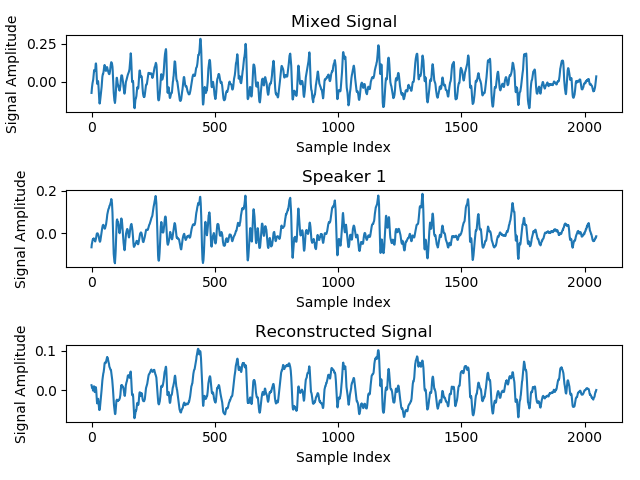 Mixed Signal
Signal Amplitude
0.25
0.00
0 500 1000 1500 2000
Sample Index
Speaker 1
Signal Amplitude
0.2
0.0
0 500 1000 1500 2000
Sample Index
Reconstructed Signal
Signal Amplitude
0.1
0.0
0 500 1000 1500 2000
Sample Index